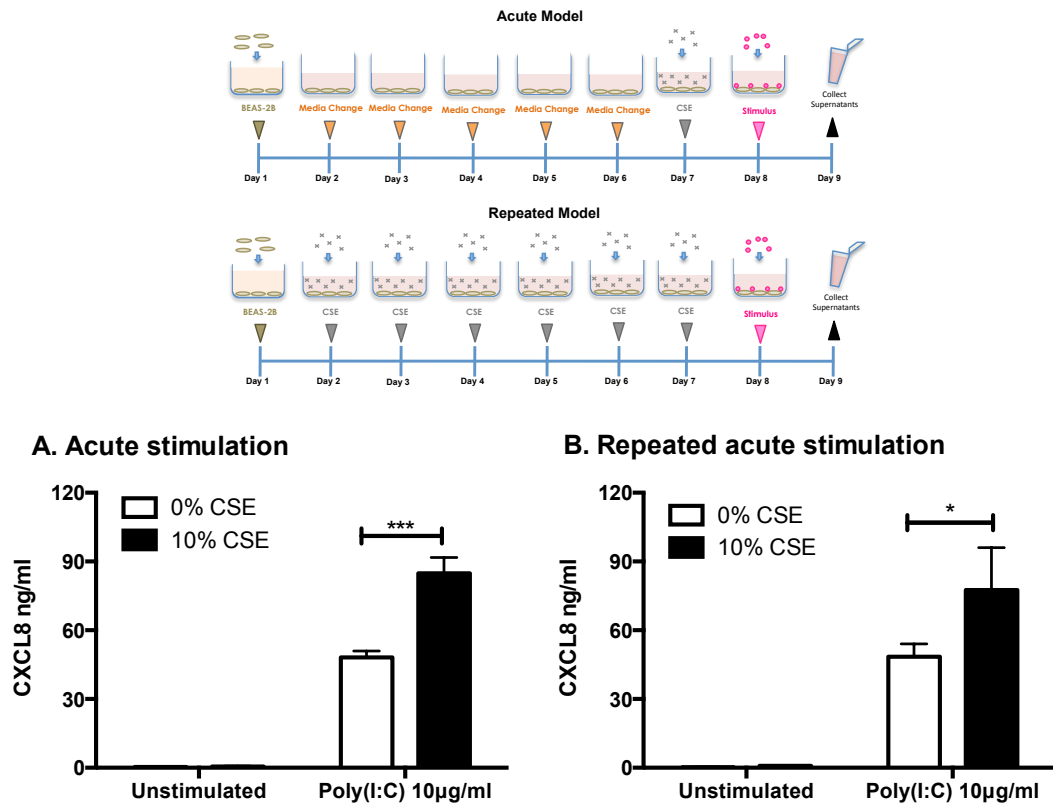 Acute Model
BEAS-2B Media Change Media Change Media Change Media Change Media Change CSE Stimulus Collect Supernatants
Day 1 Day 2 Day 3 Day 4 Day 5 Day 6 Day 7 Day 8 Day 9
Repeated Model
BEAS-2B CSE CSE CSE CSE CSE CSE Stimulus Collect Supernatants
Day 1 Day 2 Day 3 Day 4 Day 5 Day 6 Day 7 Day 8 Day 9
A. Acute stimulation
120
90
60
30
0
CXCL8 ng/ml
0% CSE
10% CSE
***
Unstimulated Poly(I:C) 10µg/ml
B. Repeated acute stimulation
120
90
60
30
0
CXCL8 ng/ml
0% CSE
10% CSE
*
Unstimulated Poly(I:C) 10µg/ml